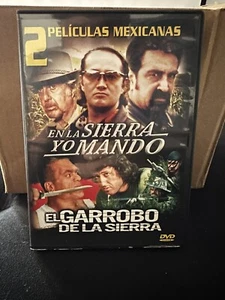 2 PELÍCULAS MEXICANAS
EN LA SIERRA
YO MANDO
EL GARROBO
DE LA SIERRA
DVD